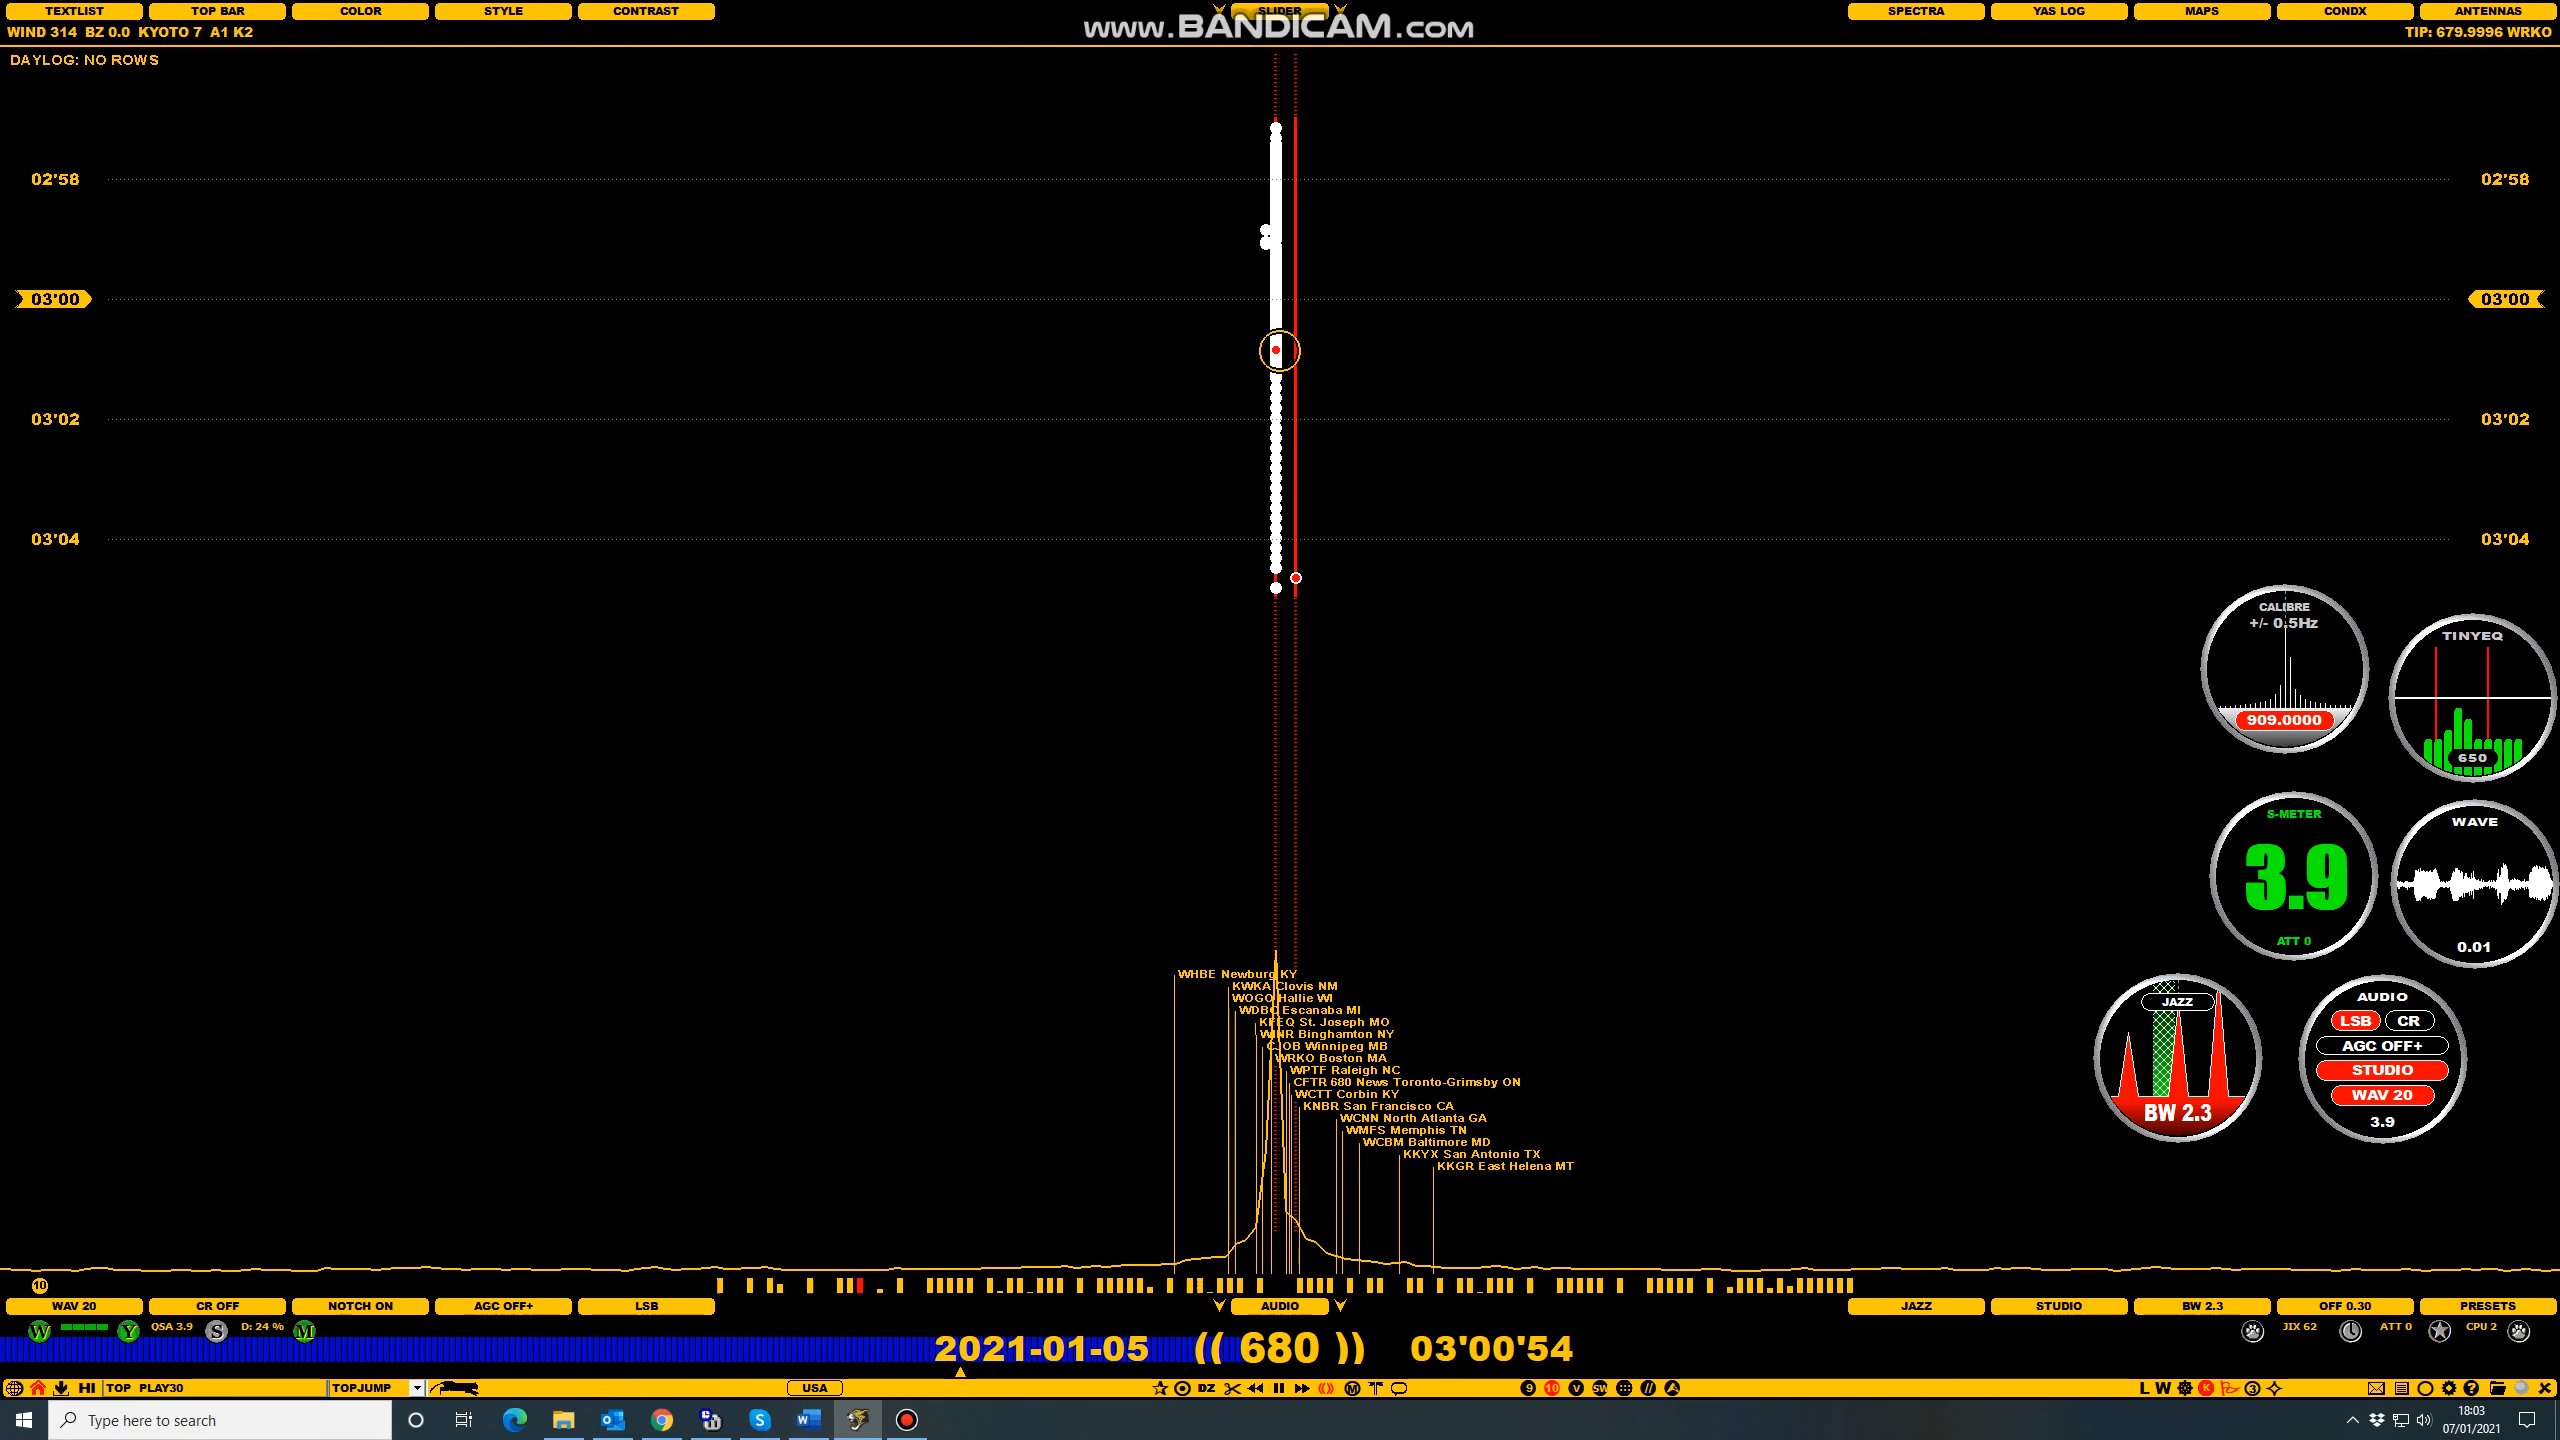 TEXTLIST TOP BAR COLOR STYLE CONTRAST SLIDER SPECTRA YAS LOG MAPS CONDX ANTENNAS
www.BANDICAM.com
WIND 314 BZ 0.0 KYOTO 7 A1 K2 TIP: 679.9996 WRKO
DAYLOG: NO ROWS
02'58 02'58
03'00 03'00
03'02 03'02
03'04 03'04
CALIBRE
+/- 0.5Hz
909.0000
TINYEQ
650
S-METER
3.9
ATT 0
WAVE
0.01
WHBE Newburg KY
KWKA Clovis NM
WOGO Hallie WI
WDBC Escanaba MI
KFEQ St. Joseph MO
WINR Binghamton NY
CJOB Winnipeg MB
WRKO Boston MA
WPTF Raleigh NC
CFTR 680 News Toronto-Grimsby ON
WCTT Corbin KY
KNBR San Francisco CA
WCNN North Atlanta GA
WMFS Memphis TN
WCBM Baltimore MD
KKYX San Antonio TX
KKGR East Helena MT
JAZZ
BW 2.3
AUDIO
LSB CR
AGC OFF+
STUDIO
WAV 20
3.9
10
WAV 20 CR OFF NOTCH ON AGC OFF+ LSB AUDIO JAZZ STUDIO BW 2.3 OFF 0.30 PRESETS
W Y QSA 3.9 S D: 24 % M JIX 62 ATT 0 CPU 2
2021-01-05 (( 680 )) 03'00'54
HI TOP PLAY30 TOPJUMP USA DZ M 9 10 V SW // A L W K 3
Type here to search
18:03
07/01/2021